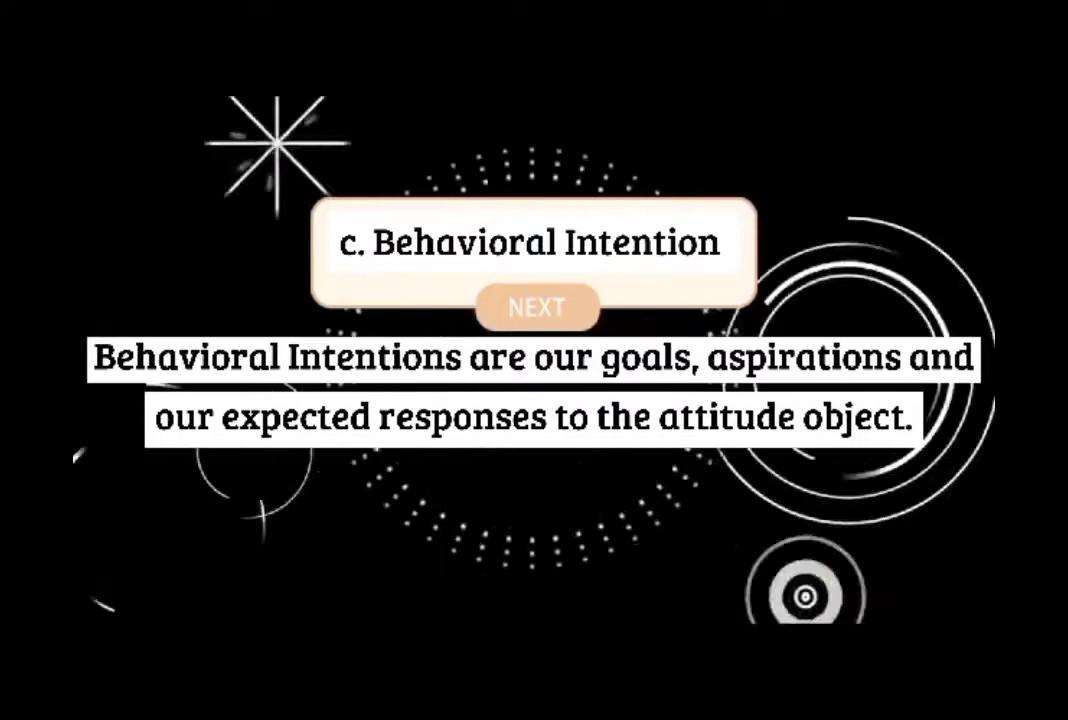 c. Behavioral Intention
NEXT
Behavioral Intentions are our goals, aspirations and
our expected responses to the attitude object.